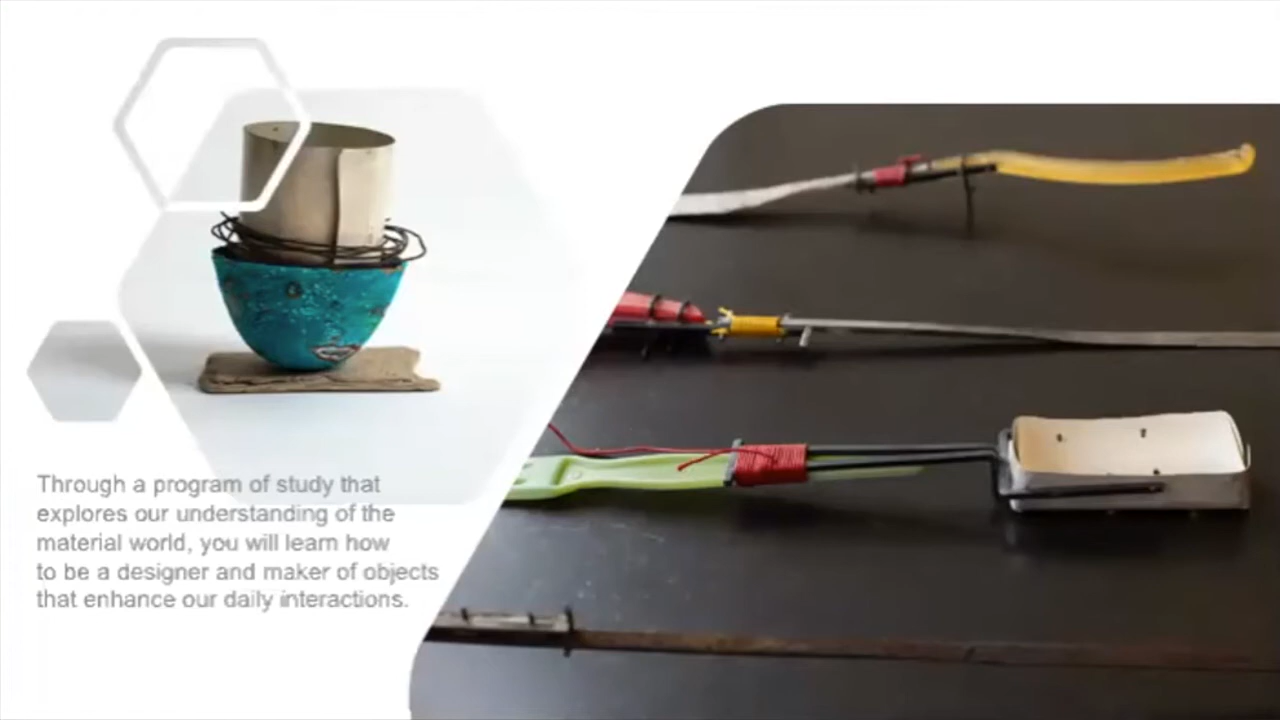 Through a program of study that
explores our understanding of the
material world, you will learn how
to be a designer and maker of objects
that enhance our daily interactions.